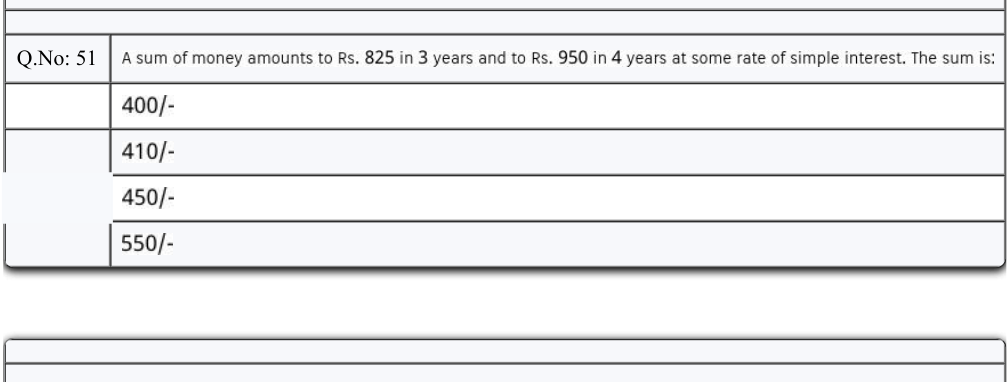 Q.No: 51 A sum of money amounts to Rs. 825 in 3 years and to Rs. 950 in 4 years at some rate of simple interest. The sum is:
400/-
410/-
450/-
550/-